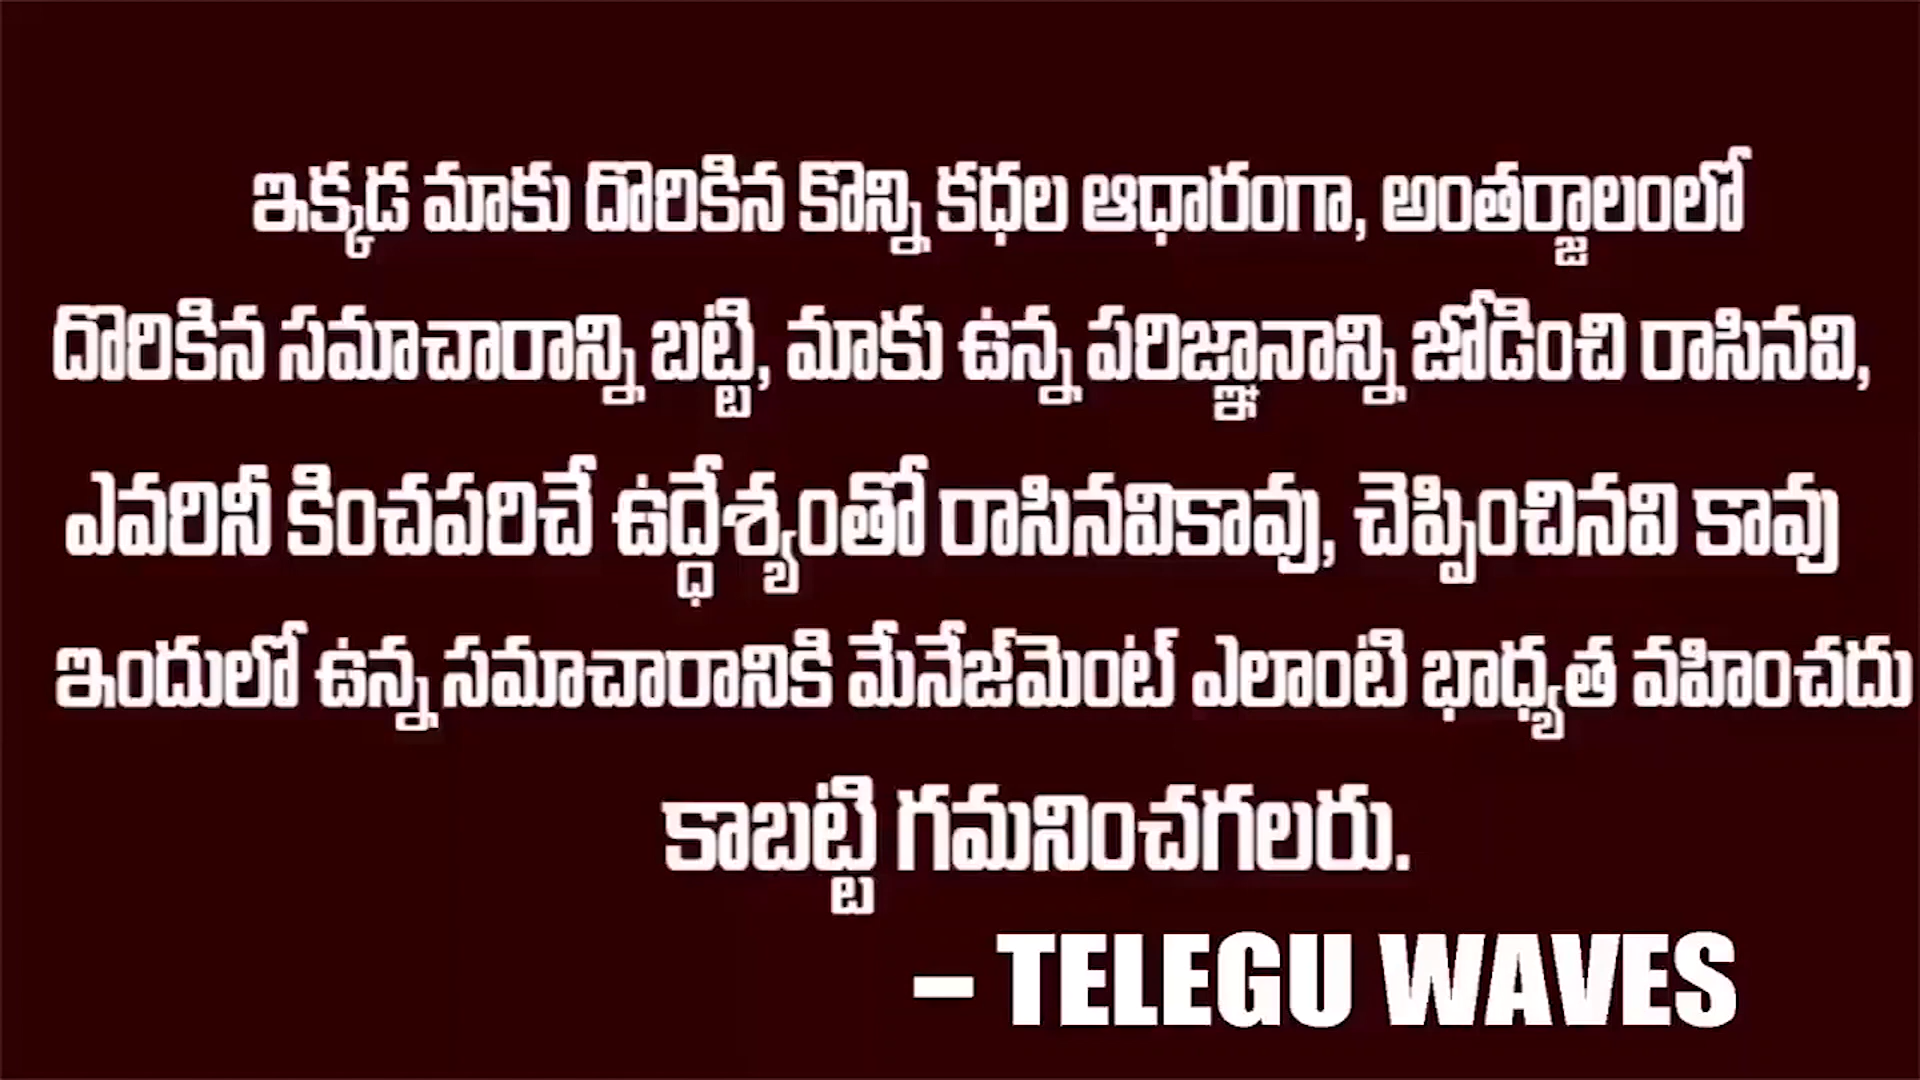 ఇక్కడ మాకు దొరికిన కొన్ని కధల ఆధారంగా, అంతర్జాలంలో
దొరికిన సమాచారాన్ని బట్టి, మాకు ఉన్న పరిజ్ఞానాన్ని జోడించి రాసినవి,
ఎవరినీ కించపరిచే ఉద్ధేశ్యంతో రాసినవికావు, చెప్పించినవి కావు
ఇందులో ఉన్న సమాచారానికి మేనేజ్‌మెంట్ ఎలాంటి భాధ్యత వహించదు
కాబట్టి గమనించగలరు.
– TELEGU WAVES